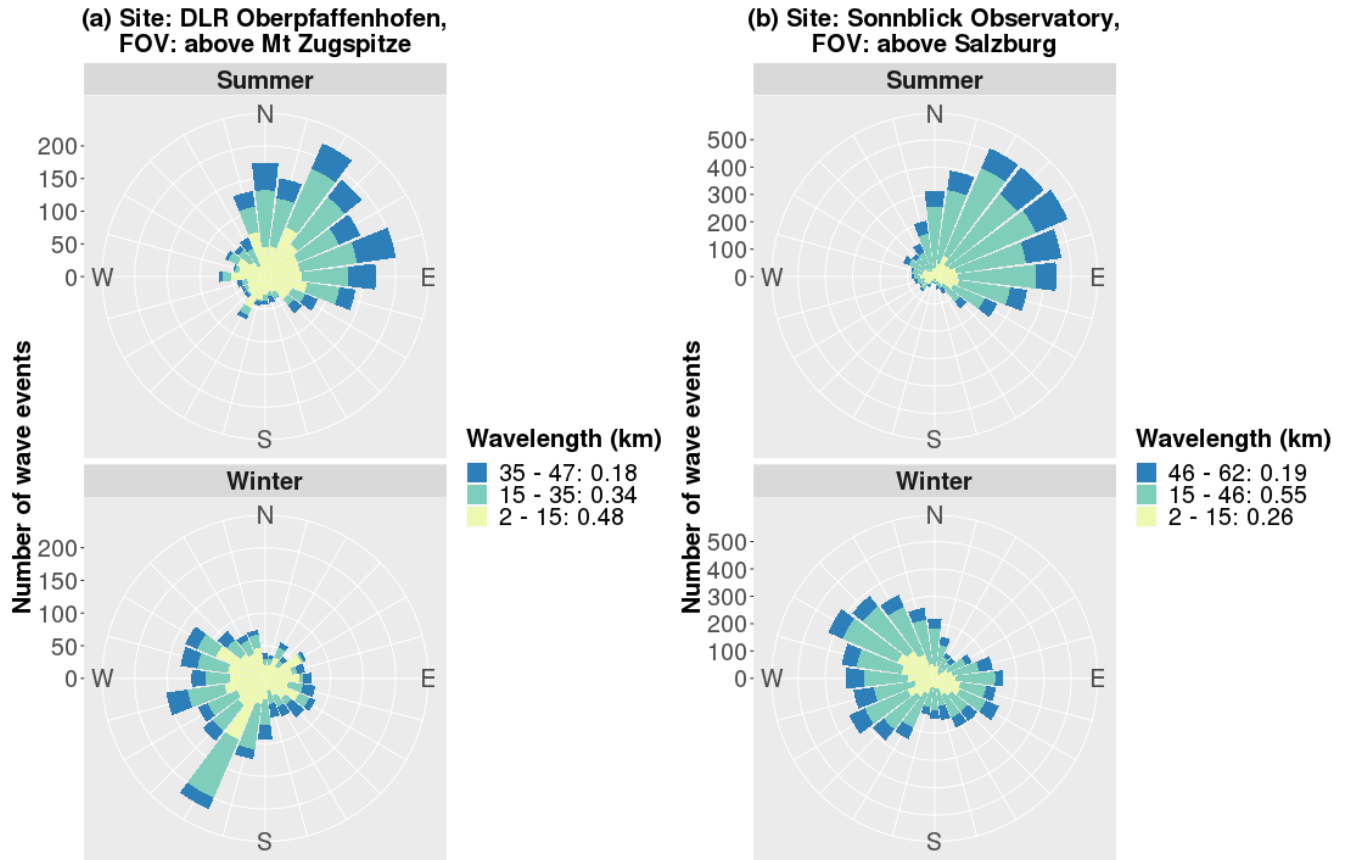 (a) Site: DLR Oberpfaffenhofen,
FOV: above Mt Zugspitze
Summer
N
200
150
100
50
0
W
E
S
Winter
N
200
150
100
50
0
W
E
S
Number of wave events
Wavelength (km)
35 - 47: 0.18
15 - 35: 0.34
2 - 15: 0.48
(b) Site: Sonnblick Observatory,
FOV: above Salzburg
Summer
N
500
400
300
200
100
0
W
E
S
Winter
N
500
400
300
200
100
0
W
E
S
Number of wave events
Wavelength (km)
46 - 62: 0.19
15 - 46: 0.55
2 - 15: 0.26